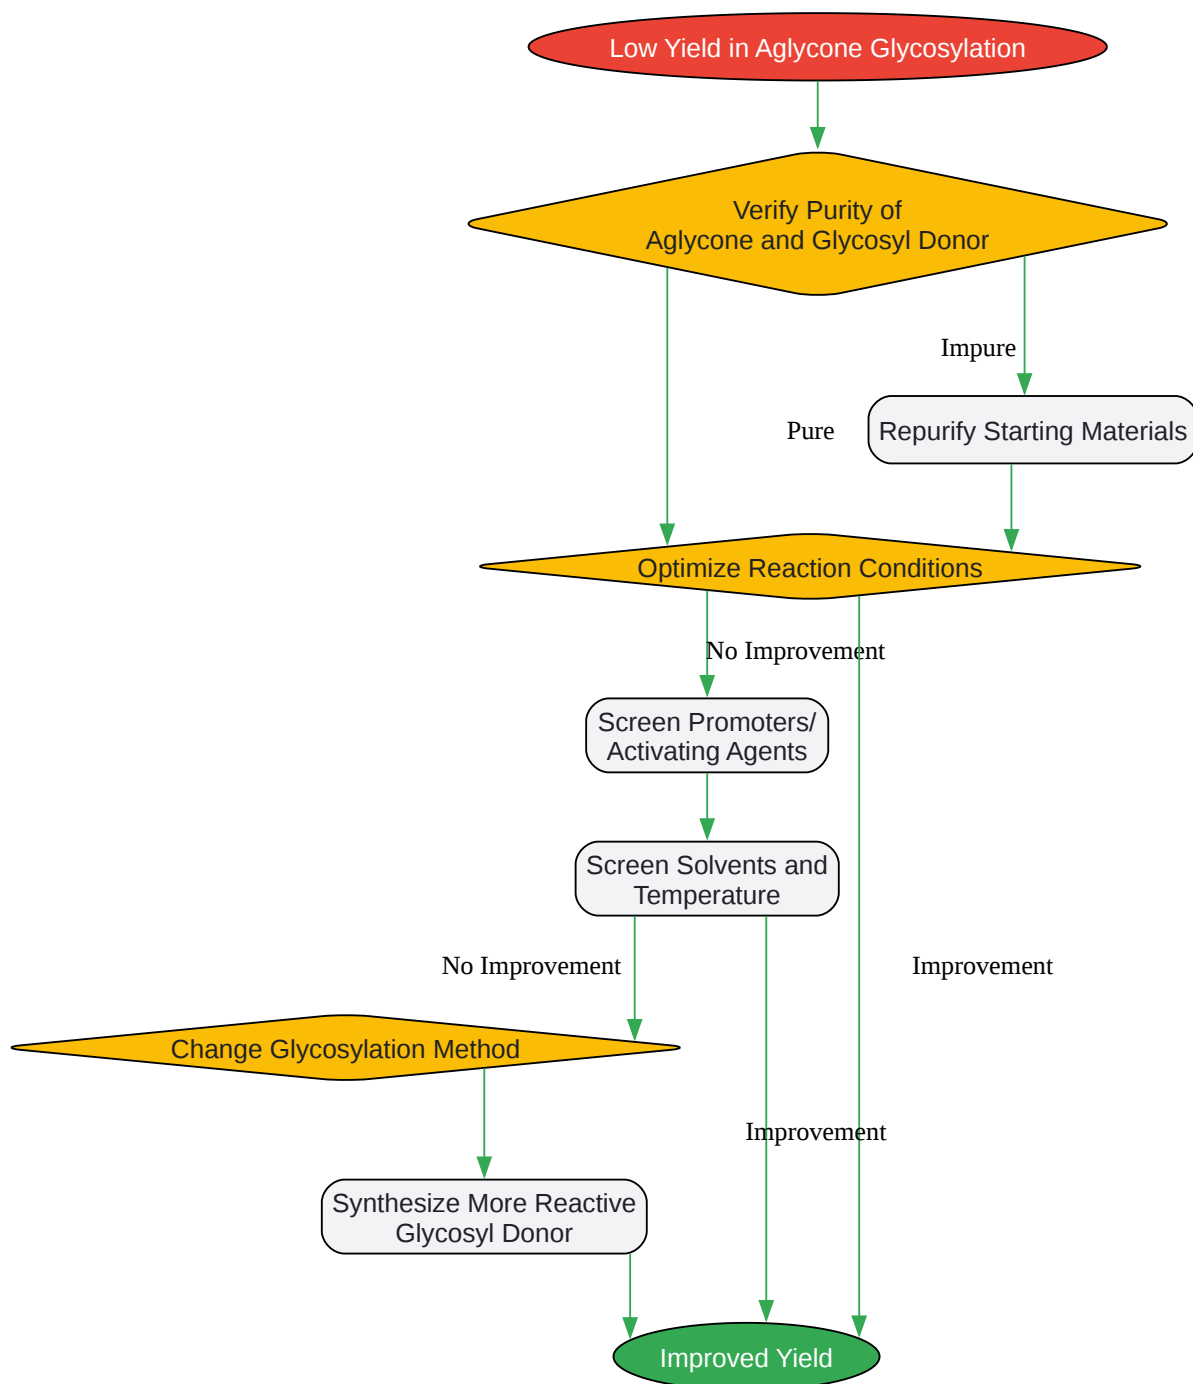 Low Yield in Aglycone Glycosylation
Verify Purity of
Aglycone and Glycosyl Donor
Impure
Pure
Repurify Starting Materials
Optimize Reaction Conditions
No Improvement
Screen Promoters/
Activating Agents
Screen Solvents and
Temperature
No Improvement
Improvement
Change Glycosylation Method
Improvement
Synthesize More Reactive
Glycosyl Donor
Improved Yield